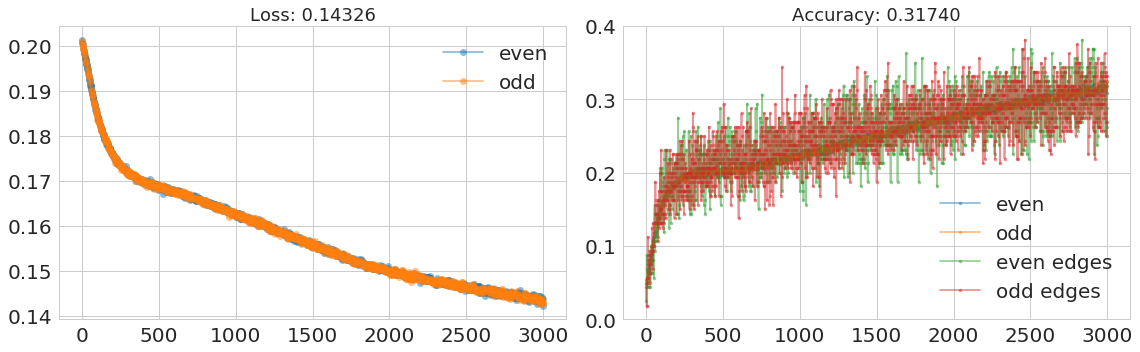 Loss: 0.14326
0.20
0.19
0.18
0.17
0.16
0.15
0.14
0 500 1000 1500 2000 2500 3000
even
odd
Accuracy: 0.31740
0.4
0.3
0.2
0.1
0.0
0 500 1000 1500 2000 2500 3000
even
odd
even edges
odd edges